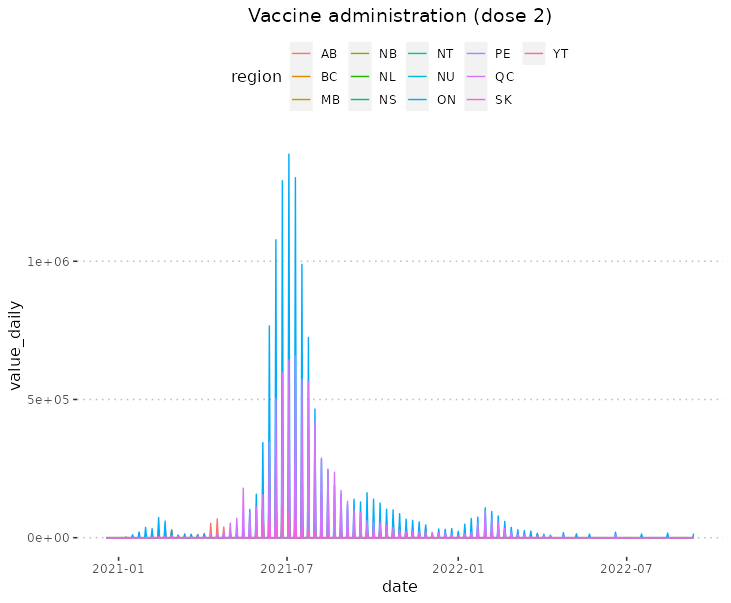 Vaccine administration (dose 2)
region
AB NB NT PE YT
BC NL NU QC
MB NS ON SK
value_daily
1e+06
5e+05
0e+00
2021-01 2021-07 2022-01 2022-07
date